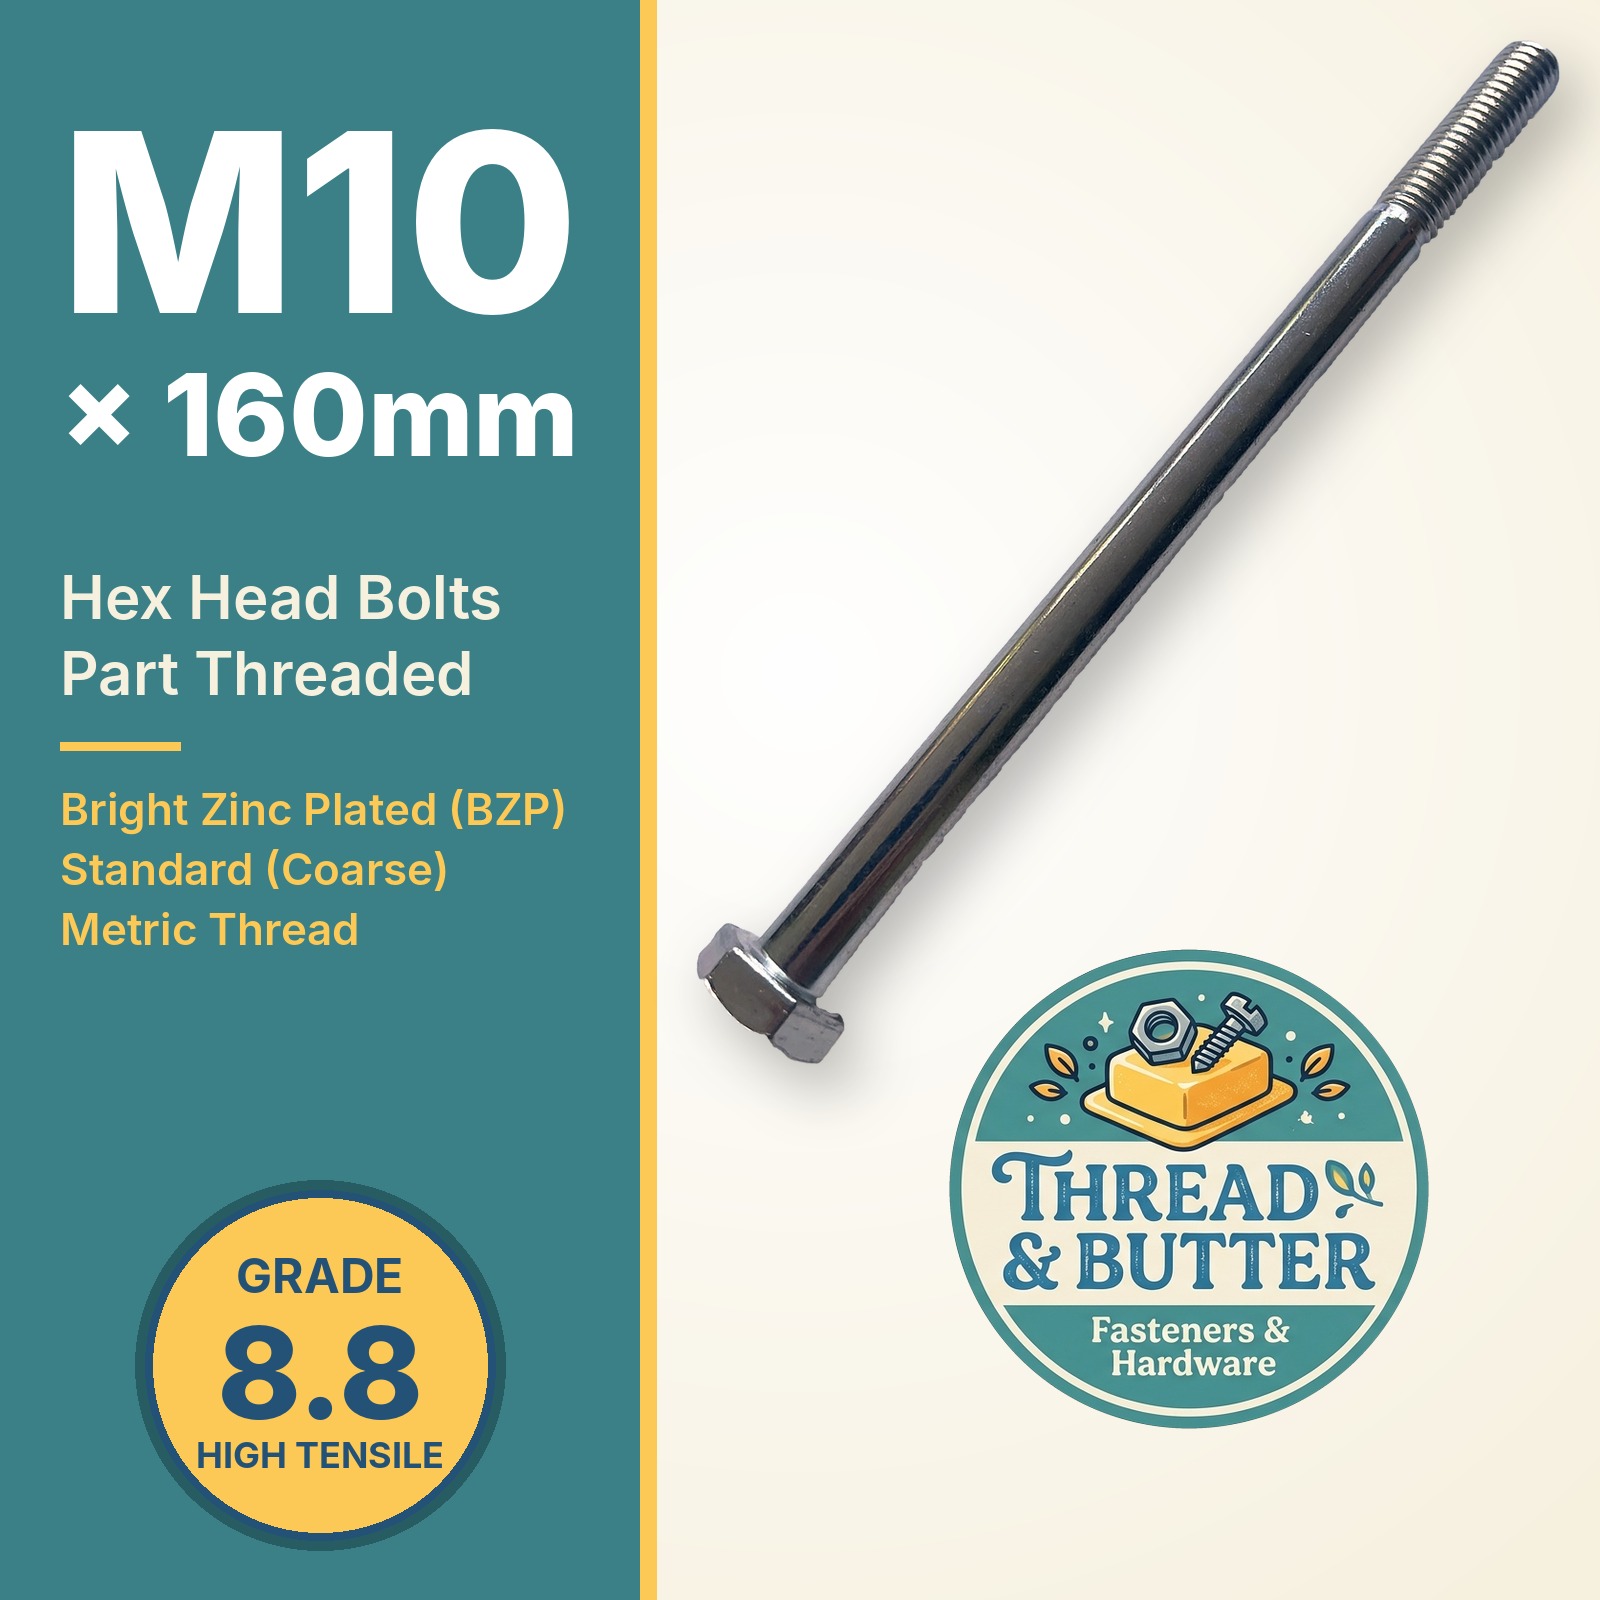 M10
× 160mm
Hex Head Bolts
Part Threaded
Bright Zinc Plated (BZP)
Standard (Coarse)
Metric Thread
GRADE
8.8
HIGH TENSILE
THREAD
& BUTTER
Fasteners &
Hardware